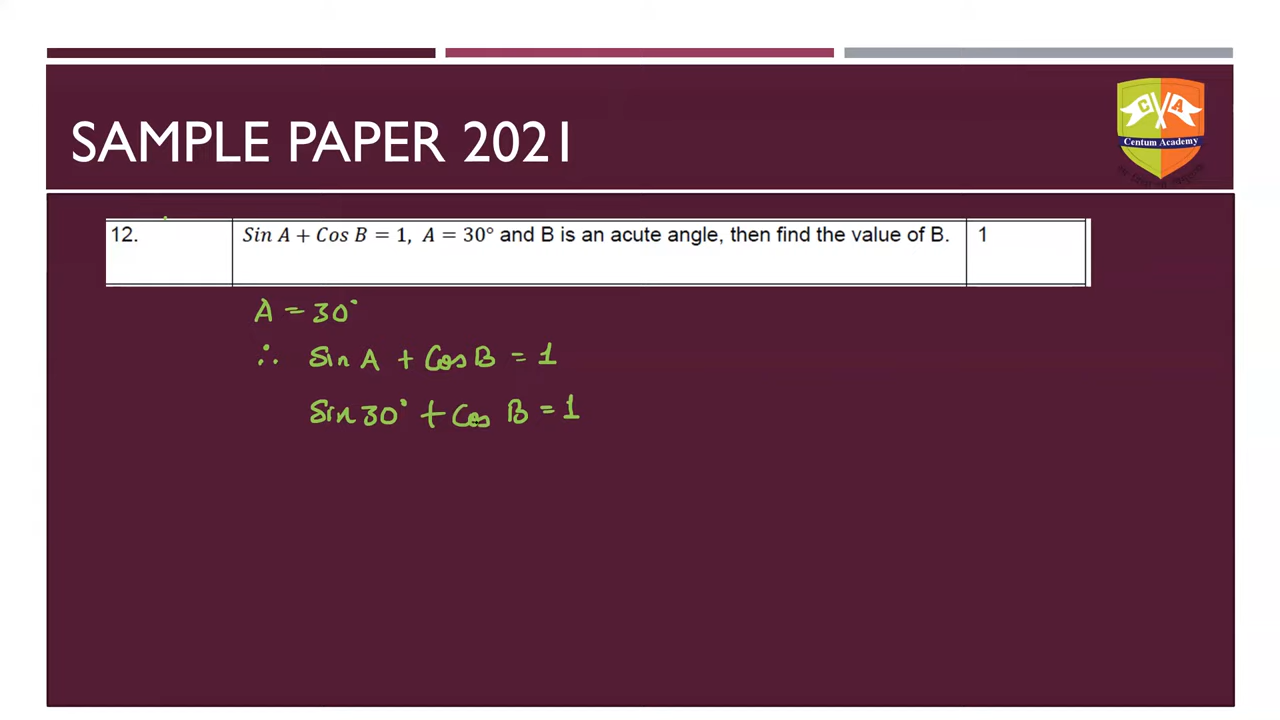 SAMPLE PAPER 2021
C A
Centum Academy
12. Sin A + Cos B = 1, A = 30° and B is an acute angle, then find the value of B. 1
A = 30°
∴ Sin A + Cos B = 1
Sin 30° + Cos B = 1